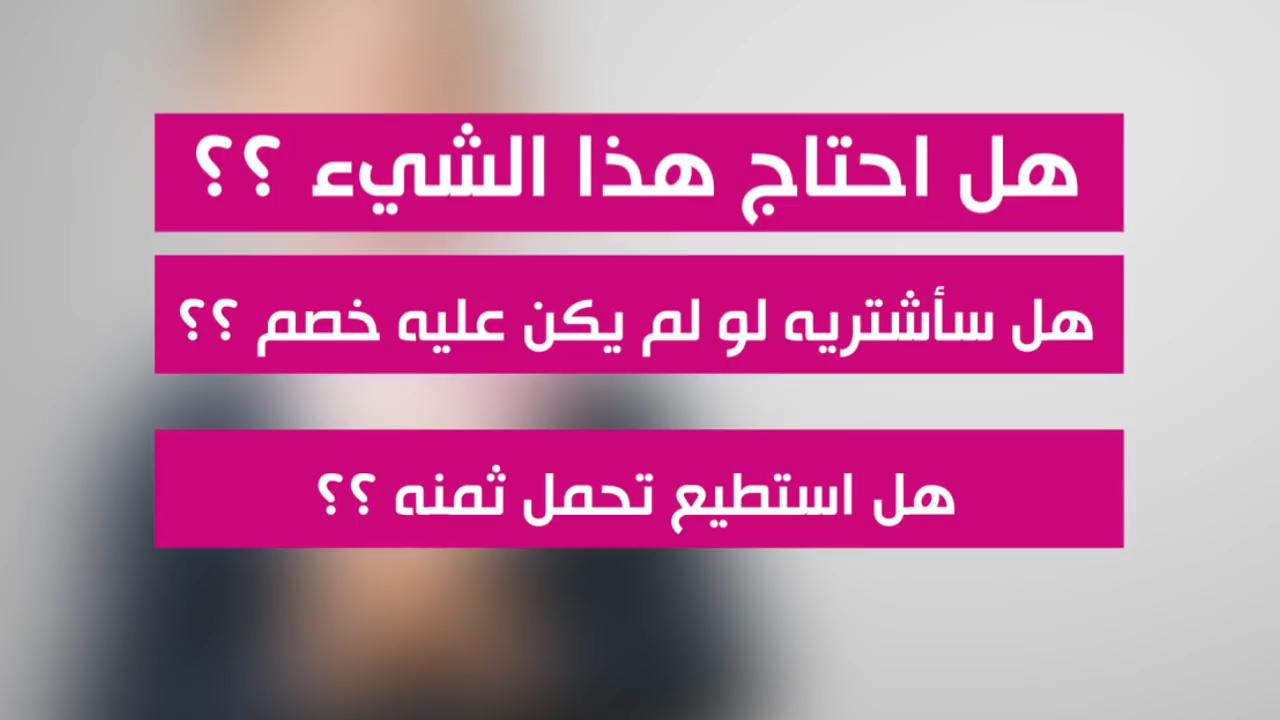 هل احتاج هذا الشيء ؟؟
هل سأشتريه لو لم يكن عليه خصم ؟؟
هل استطيع تحمل ثمنه ؟؟